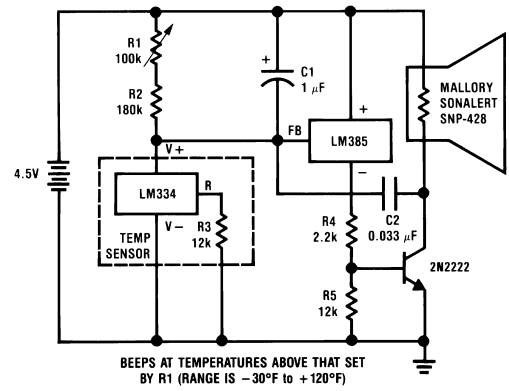 R1
100k
R2
180k
+
C1
1 µF
+
FB
LM385
–
MALLORY
SONALERT
SNP-428
4.5V
V+
LM334
R
V–
TEMP
SENSOR
R3
12k
R4
2.2k
C2
0.033 µF
R5
12k
2N2222
BEEPS AT TEMPERATURES ABOVE THAT SET
BY R1 (RANGE IS –30°F to +120°F)